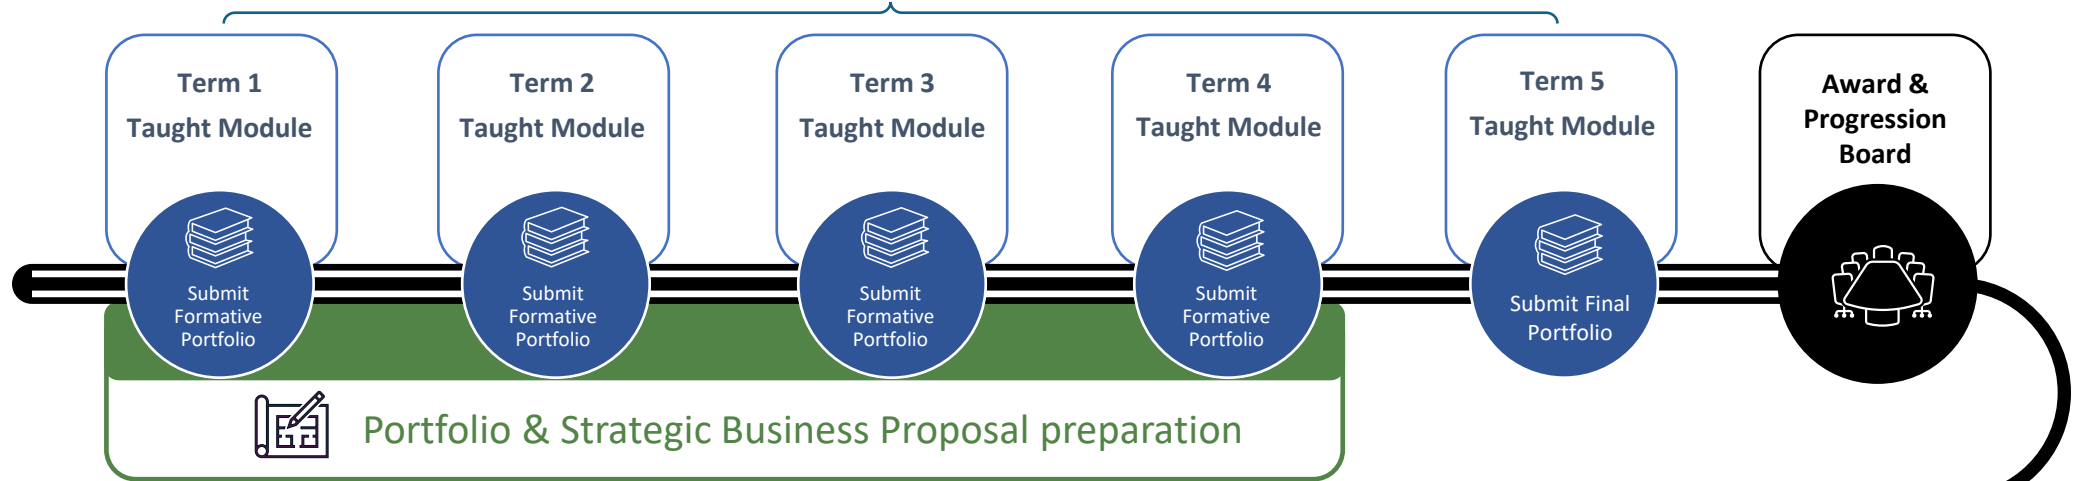 Term 1
Taught Module
Term 2
Taught Module
Term 3
Taught Module
Term 4
Taught Module
Term 5
Taught Module
Award &
Progression
Board
Submit
Formative
Portfolio
Submit
Formative
Portfolio
Submit
Formative
Portfolio
Submit
Formative
Portfolio
Submit Final
Portfolio
Portfolio & Strategic Business Proposal preparation